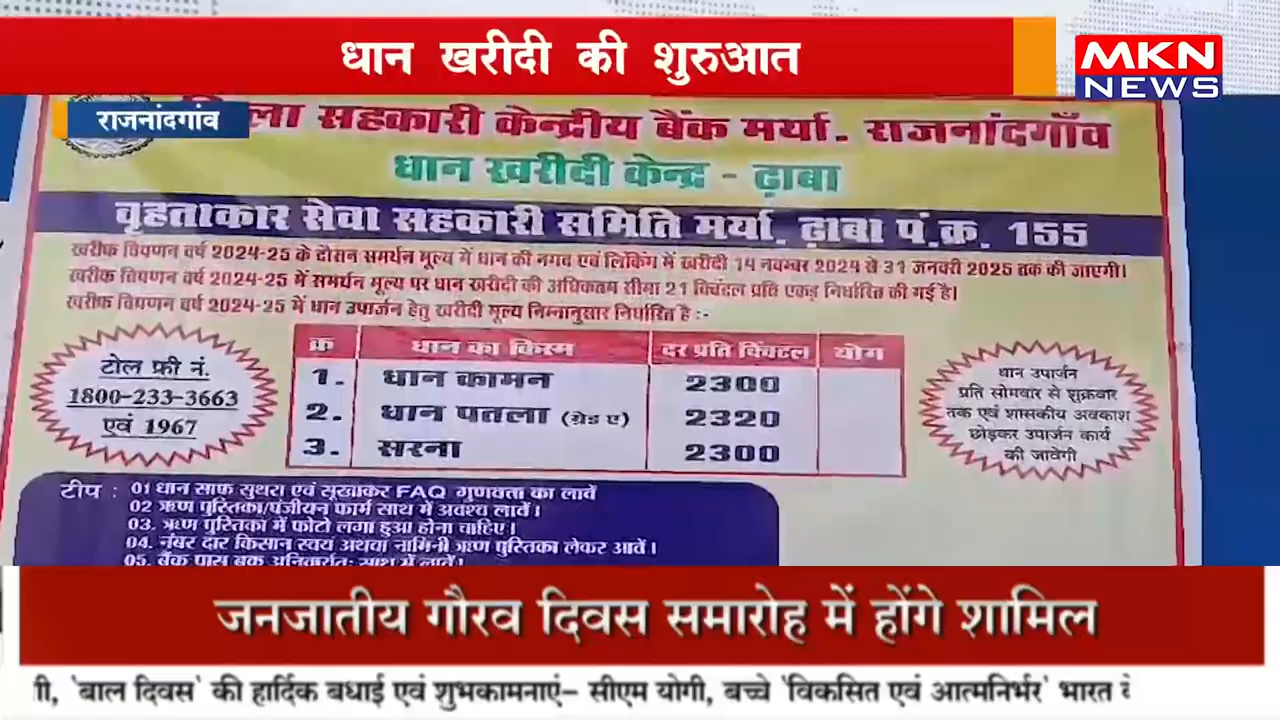 धान खरीदी की शुरुआत
MKN
NEWS
राजनांदगांव
सहकारी केन्द्रीय बैंक मर्या. राजनांदगाँव
धान खरीदी केन्द्र - ढ़ाबा
वृहताकार सेवा सहकारी समिति मर्या. ढ़ाबा पं.क्र. 155
खरीफ विपणन वर्ष 2024-25 के दौरान समर्थन मूल्य में धान की नगद एवं लिंकिंग में खरीदी 14 नवम्बर 2024 से 31 जनवरी 2025 तक की जाएगी।
खरीफ विपणन वर्ष 2024-25 में समर्थन मूल्य पर धान खरीदी की अधिकतम सीमा 21 क्विंटल प्रति एकड़ निर्धारित की गई है।
खरीफ विपणन वर्ष 2024-25 में धान उपार्जन हेतु खरीदी मूल्य निम्नानुसार निर्धारित है :-
टोल फ्री नं.
1800-233-3663
एवं 1967
क्र धान का किस्म दर प्रति क्विंटल योग
1. धान कामन 2300
2. धान पतला (ग्रेड ए) 2320
3. सरना 2300
धान उपार्जन
प्रति सोमवार से शुक्रवार
तक एवं शासकीय अवकाश
छोड़कर उपार्जन कार्य
की जावेगी
टीप : 01 धान साफ सुथरा एवं सूखाकर FAQ गुणवत्ता का लावें
02 ऋण पुस्तिका/पंजीयन फार्म साथ में अवश्य लावें।
03. ऋण पुस्तिका में फोटो लगा हुआ होना चाहिए।
04. नंबर दार किसान स्वयं अथवा नामिनी ऋण पुस्तिका लेकर आवें।
05. बैंक पास बुक अनिवार्यतः साथ में लावें।
जनजातीय गौरव दिवस समारोह में होंगे शामिल
'बाल दिवस' की हार्दिक बधाई एवं शुभकामनाएं– सीएम योगी, बच्चे 'विकसित एवं आत्मनिर्भर' भारत